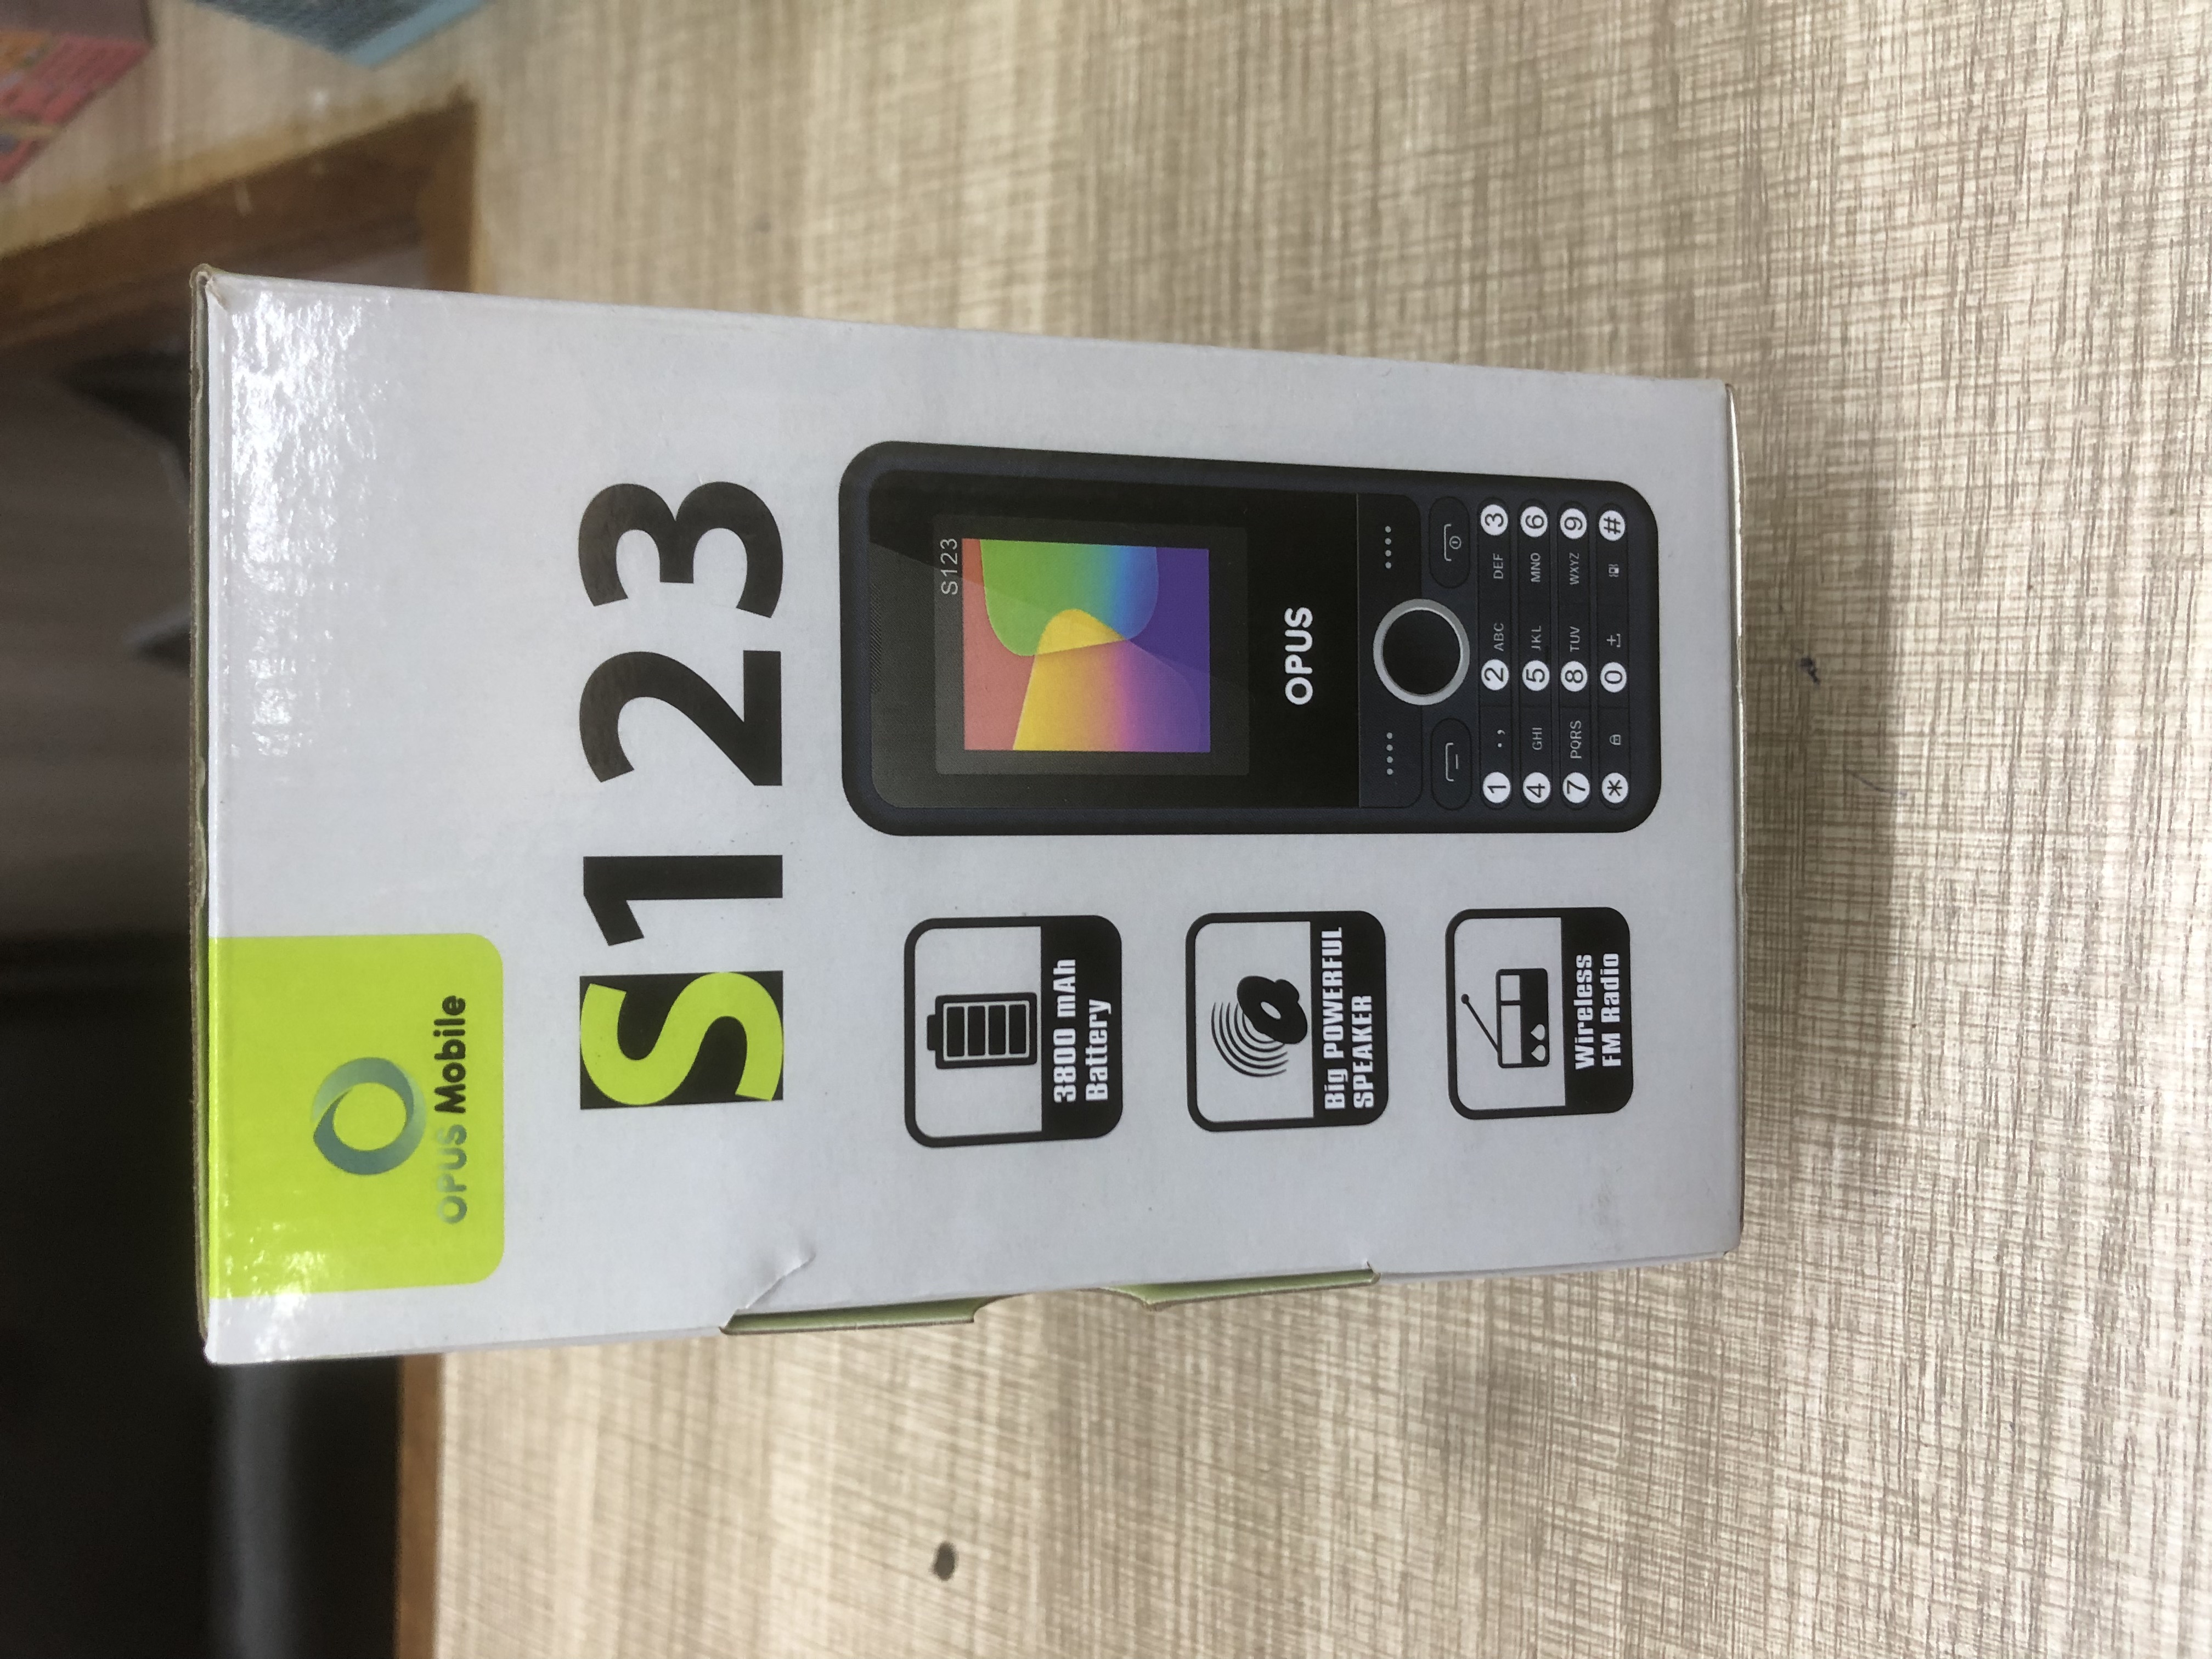 OPUS Mobile
S123
3800 mAh
Battery
Big POWERFUL
SPEAKER
Wireless
FM Radio
S123
OPUS
1 ., 2 ABC DEF 3
4 GHI 5 JKL MNO 6
7 PQRS 8 TUV WXYZ 9
* 0 + #